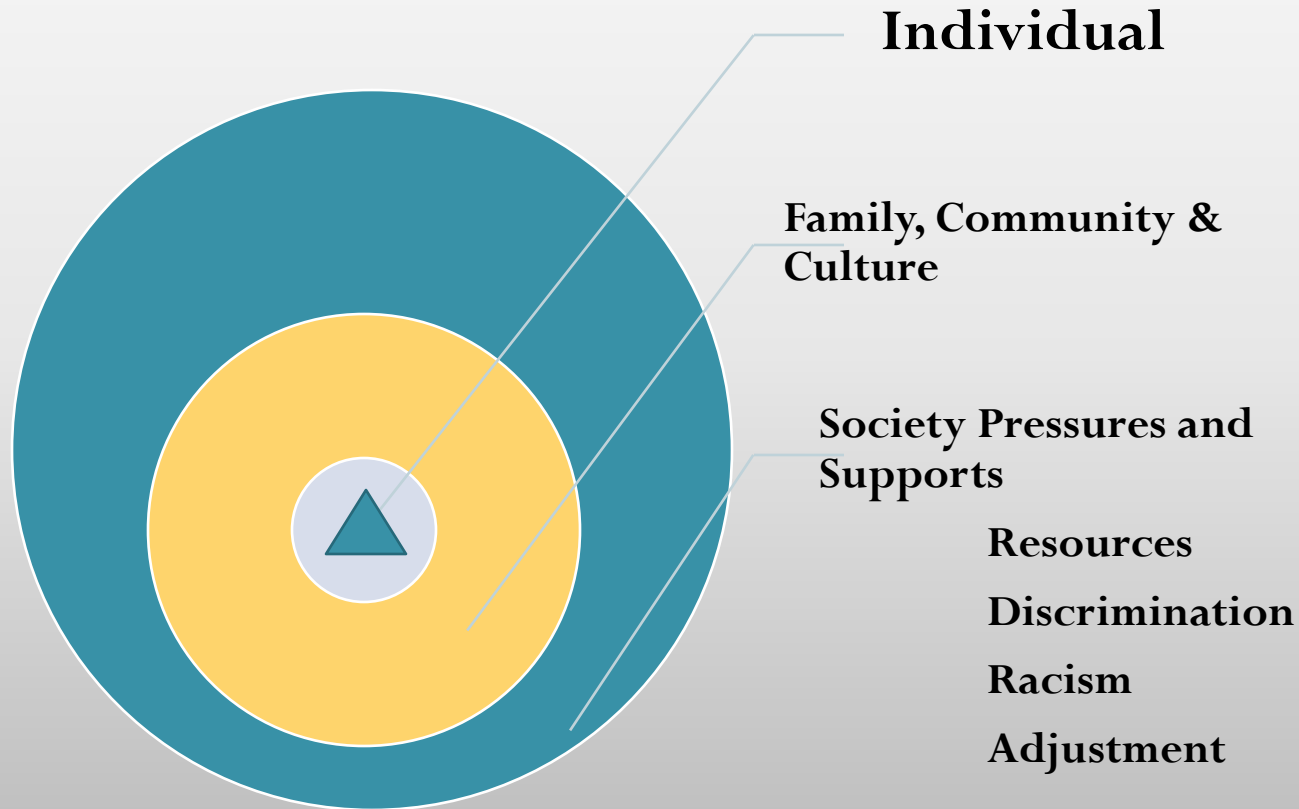 Individual
Family, Community &
Culture
Society Pressures and
Supports
Resources
Discrimination
Racism
Adjustment